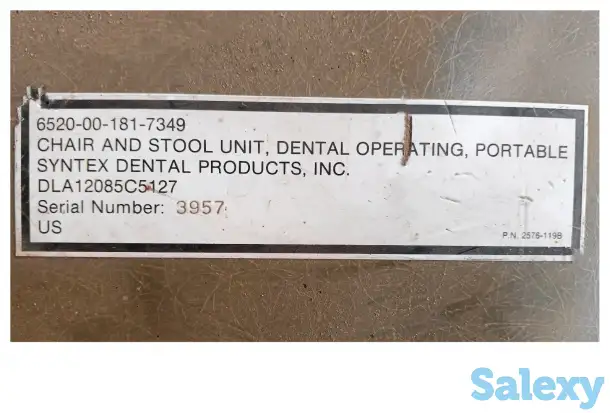 6520-00-181-7349
CHAIR AND STOOL UNIT, DENTAL OPERATING, PORTABLE
SYNTEX DENTAL PRODUCTS, INC.
DLA12085C5127
Serial Number: 3957
US
P.N. 2575-119B
Salexy